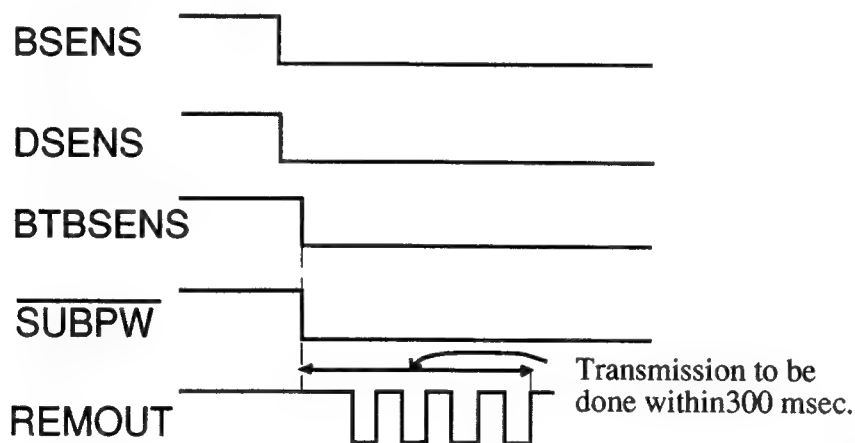 BSENS
DSENS
BTBSENS
SUBPW
Transmission to be
done within300 msec.
REMOUT